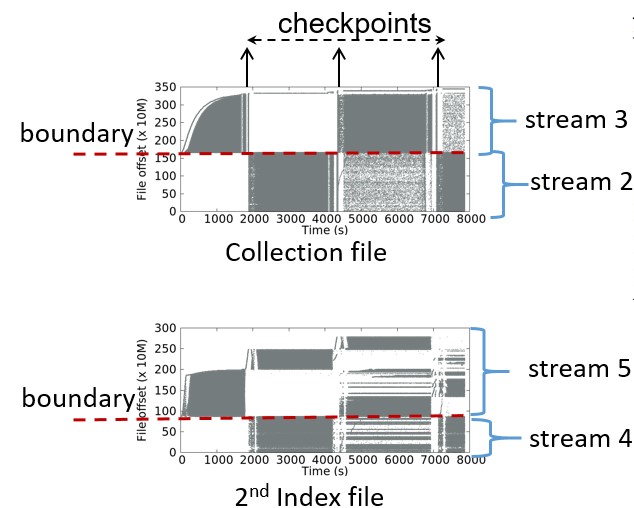 checkpoints
350
300
250
200
150
100
50
0
File offset (x 10M)
boundary
stream 3
stream 2
0 1000 2000 3000 4000 5000 6000 7000 8000
Time (s)
Collection file
300
250
200
150
100
50
0
File offset (x 10M)
boundary
stream 5
stream 4
0 1000 2000 3000 4000 5000 6000 7000 8000
Time (s)
2nd Index file